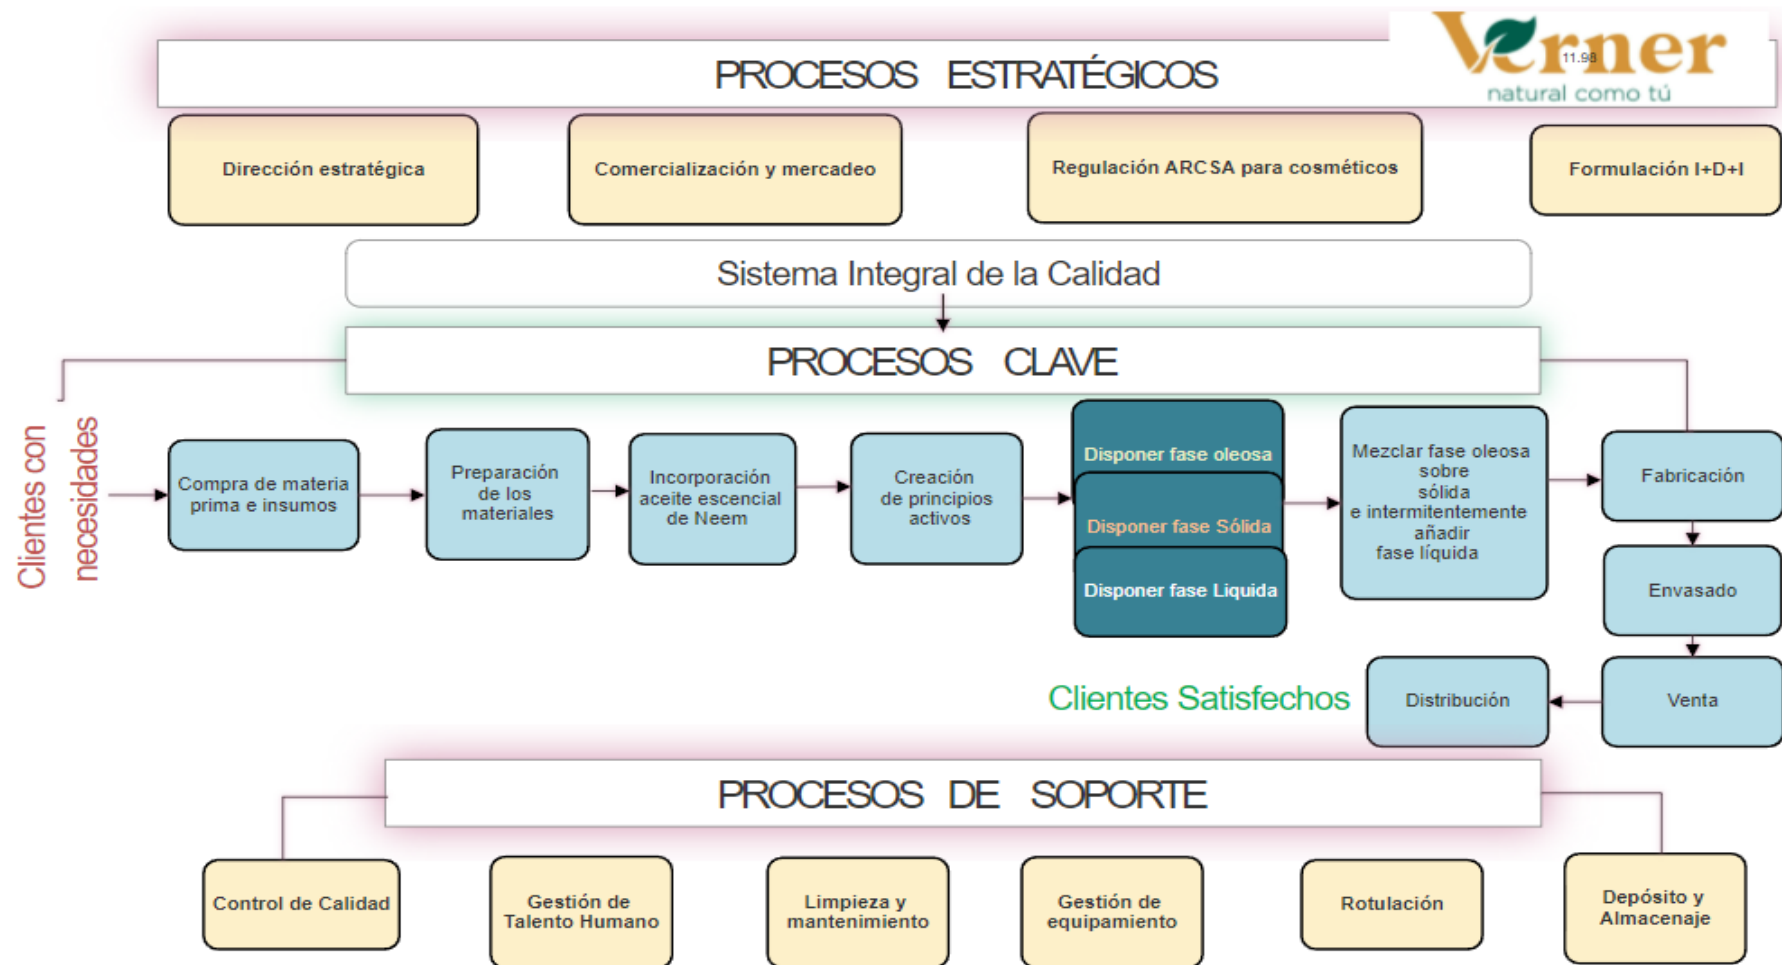 PROCESOS ESTRATÉGICOS
Verner
11.98
natural como tú
Dirección estratégica
Comercialización y mercadeo
Regulación ARCSA para cosméticos
Formulación I+D+I
Sistema Integral de la Calidad
PROCESOS CLAVE
Clientes con
necesidades
Compra de materia
prima e insumos
Preparación
de los
materiales
Incorporación
aceite escencial
de Neem
Creación
de principios
activos
Disponer fase oleosa
Disponer fase Sólida
Disponer fase Liquida
Mezclar fase oleosa
sobre
sólida
e intermitentemente
añadir
fase líquida
Fabricación
Envasado
Venta
Distribución
Clientes Satisfechos
PROCESOS DE SOPORTE
Control de Calidad
Gestión de
Talento Humano
Limpieza y
mantenimiento
Gestión de
equipamiento
Rotulación
Depósito y
Almacenaje